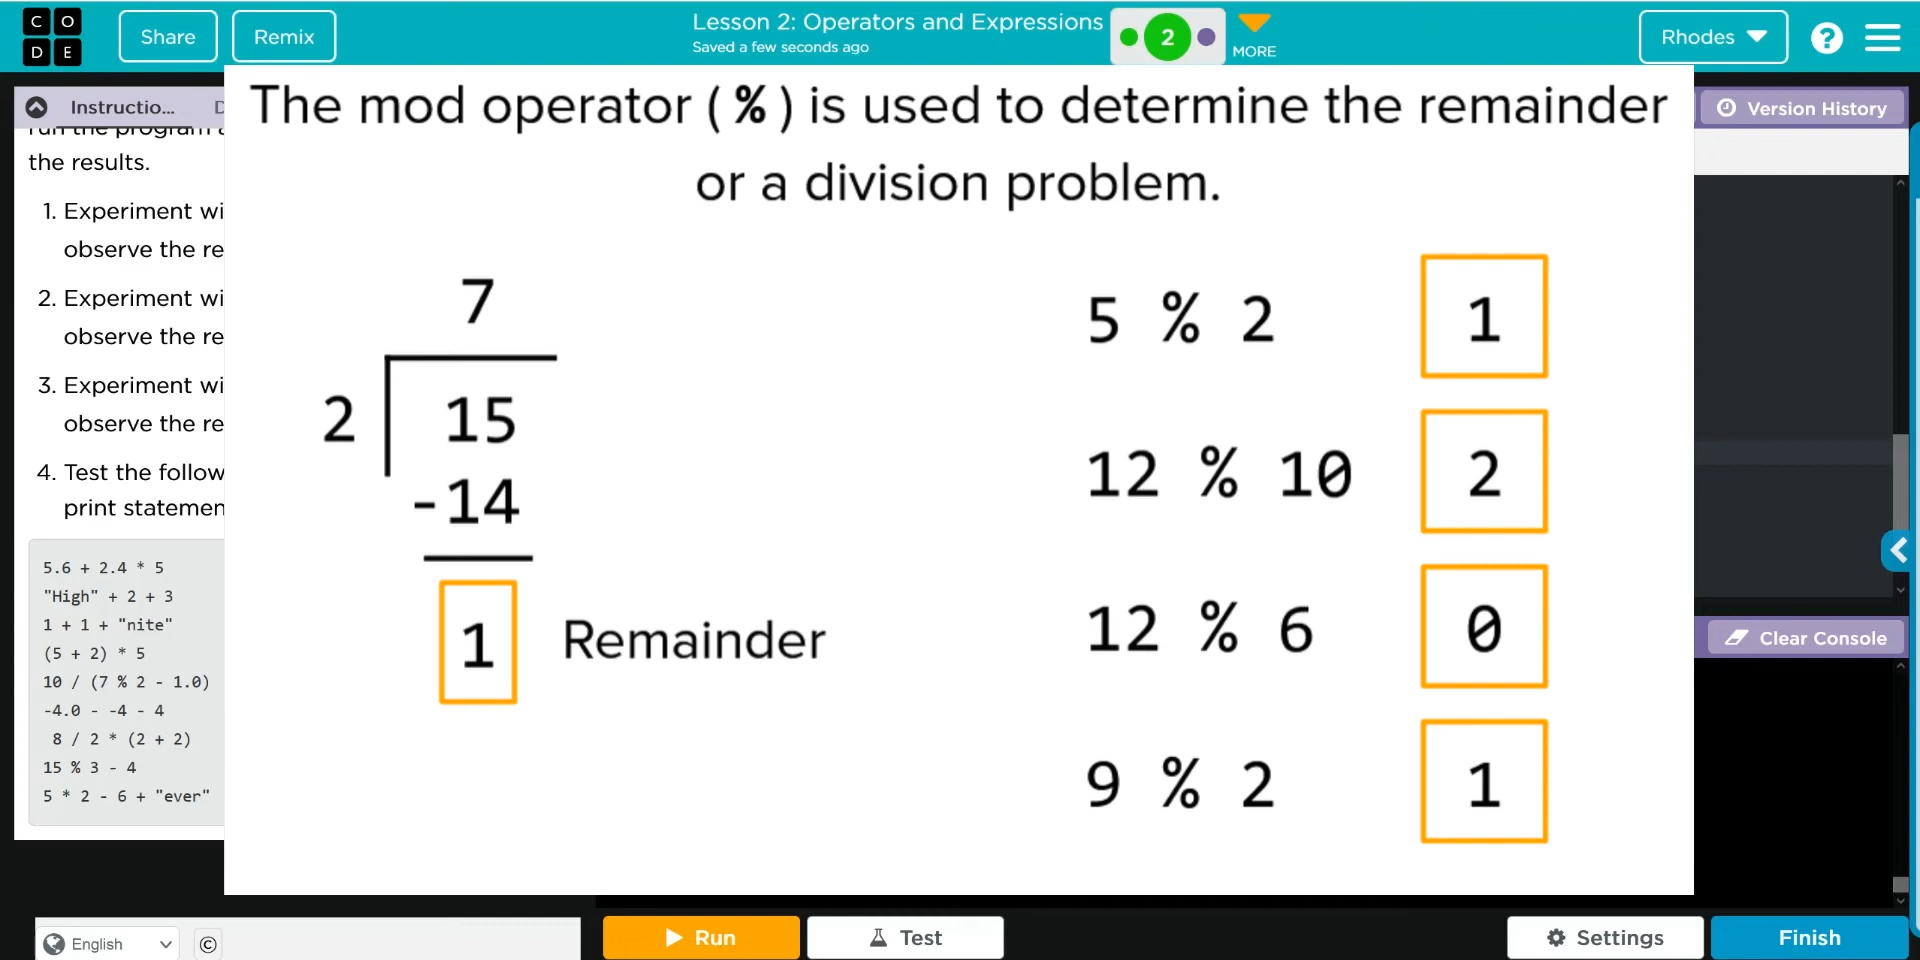 CODE
Share
Remix
Lesson 2: Operators and Expressions
Saved a few seconds ago
2
MORE
Rhodes
?
Instructio...
D
Version History
the results.
1. Experiment wi
observe the re
2. Experiment wi
observe the re
3. Experiment wi
observe the re
4. Test the follow
print statemen
5.6 + 2.4 * 5
"High" + 2 + 3
1 + 1 + "nite"
(5 + 2) * 5
10 / (7 % 2 - 1.0)
-4.0 - -4 - 4
8 / 2 * (2 + 2)
15 % 3 - 4
5 * 2 - 6 + "ever"
The mod operator ( % ) is used to determine the remainder
or a division problem.
7
2 15
-14
1 Remainder
5 % 2 1
12 % 10 2
12 % 6 0
9 % 2 1
Clear Console
English
©
Run
Test
Settings
Finish